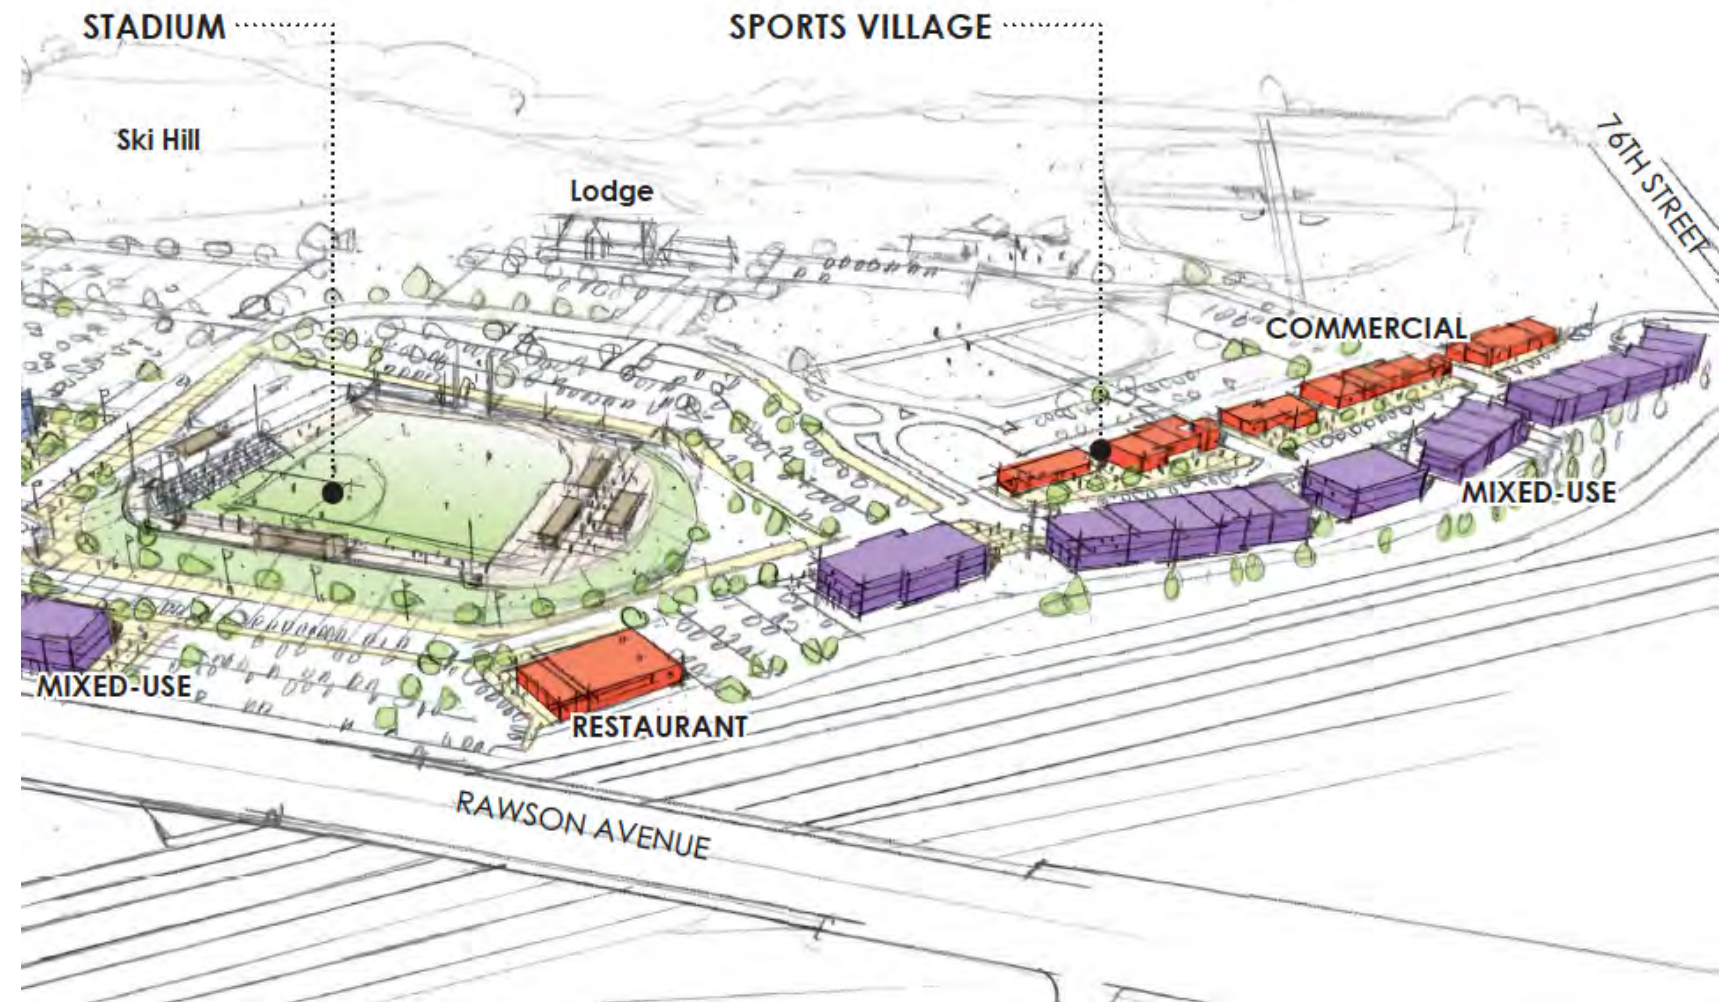 STADIUM
SPORTS VILLAGE
Ski Hill
76TH STREET
Lodge
COMMERCIAL
MIXED-USE
MIXED-USE
RESTAURANT
RAWSON AVENUE